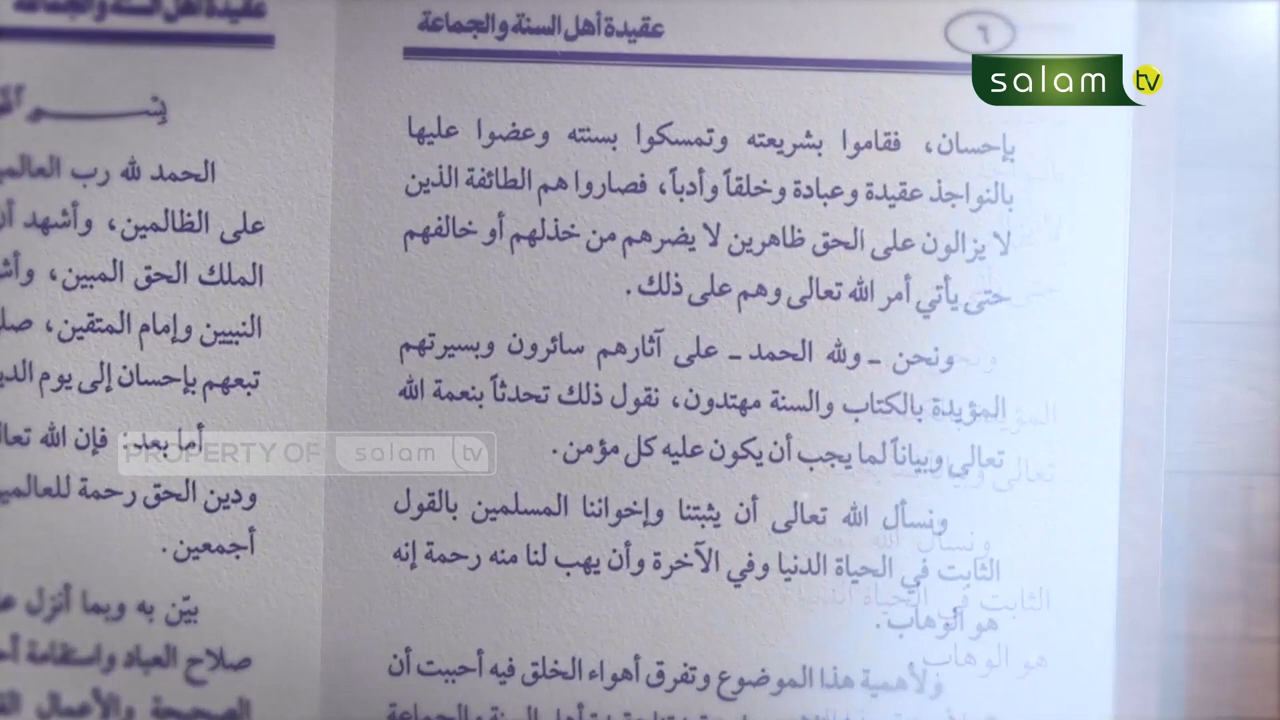 عقيدة أهل السنة والجماعة
٦
salam tv
بإحسان، فقاموا بشريعته وتمسكوا بسنته وعضوا عليها
بالنواجذ عقيدة وعبادة وخلقاً وأدباً، فصاروا هم الطائفة الذين
لا يزالون على الحق ظاهرين لا يضرهم من خذلهم أو خالفهم
حتى يأتي أمر الله تعالى وهم على ذلك.
ونحن ـ ولله الحمد ـ على آثارهم سائرون وبسيرتهم
المؤيدة بالكتاب والسنة مهتدون، نقول ذلك تحدثاً بنعمة الله
تعالى وبياناً لما يجب أن يكون عليه كل مؤمن.
ونسأل الله تعالى أن يثبتنا وإخواننا المسلمين بالقول
الثابت في الحياة الدنيا وفي الآخرة وأن يهب لنا منه رحمة إنه
هو الوهاب.
ولأهمية هذا الموضوع وتفرق أهواء الخلق فيه أحببت أن
أهل السنة والجماعة
عقيدة أهل السنة والجماعة
بِسْـــمِ
الحمد لله رب
على الظالمين، وأشهد
الملك الحق المبين،
النبيين وإمام المتقين،
تبعهم بإحسان إلى يوم
أما بعد: فإن الله
ودين الحق رحمة
أجمعين.
بيّن به وبما أنزل
صلاح العباد واستقامة
الصحيحة والأعمال
PROPERTY OF salam tv